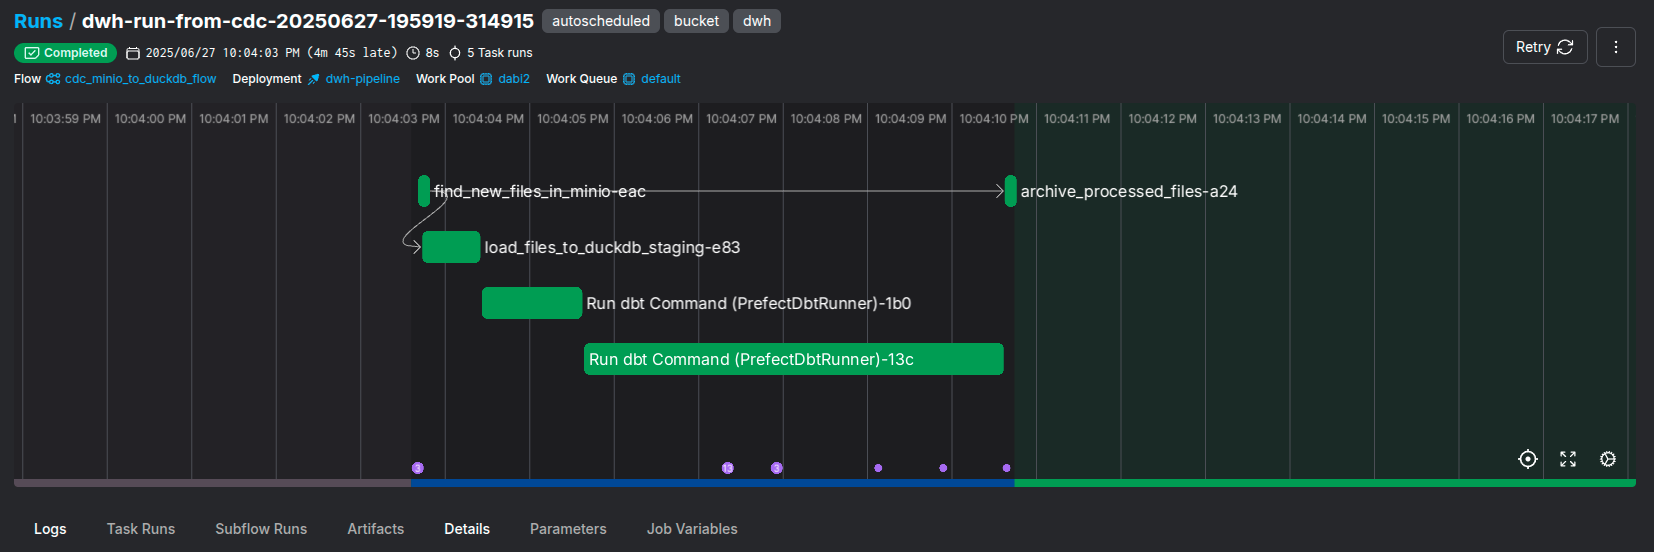 Runs / dwh-run-from-cdc-20250627-195919-314915 autoscheduled bucket dwh
Completed 2025/06/27 10:04:03 PM (4m 45s late) 8s 5 Task runs
Retry
Flow cdc_minio_to_duckdb_flow Deployment dwh-pipeline Work Pool dabl2 Work Queue default
10:03:59 PM 10:04:00 PM 10:04:01 PM 10:04:02 PM 10:04:03 PM 10:04:04 PM 10:04:05 PM 10:04:06 PM 10:04:07 PM 10:04:08 PM 10:04:09 PM 10:04:10 PM 10:04:11 PM 10:04:12 PM 10:04:13 PM 10:04:14 PM 10:04:15 PM 10:04:16 PM 10:04:17 PM
find_new_files_in_minio-eac archive_processed_files-a24
load_files_to_duckdb_staging-e83
Run dbt Command (PrefectDbtRunner)-1b0
Run dbt Command (PrefectDbtRunner)-13c
3 13 3
Logs Task Runs Subflow Runs Artifacts Details Parameters Job Variables